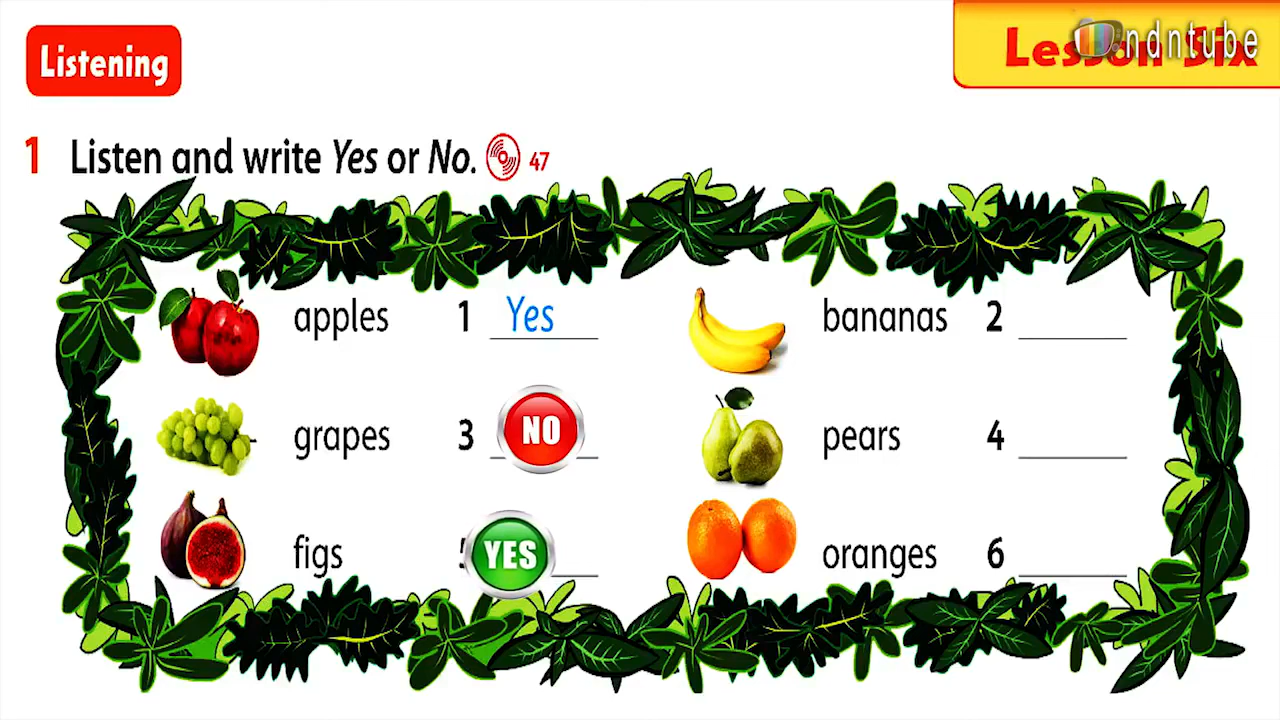 Listening
Lesson Six
ndntube
1 Listen and write Yes or No. 47
apples 1 Yes
bananas 2
grapes 3 NO
pears 4
figs 5 YES
oranges 6